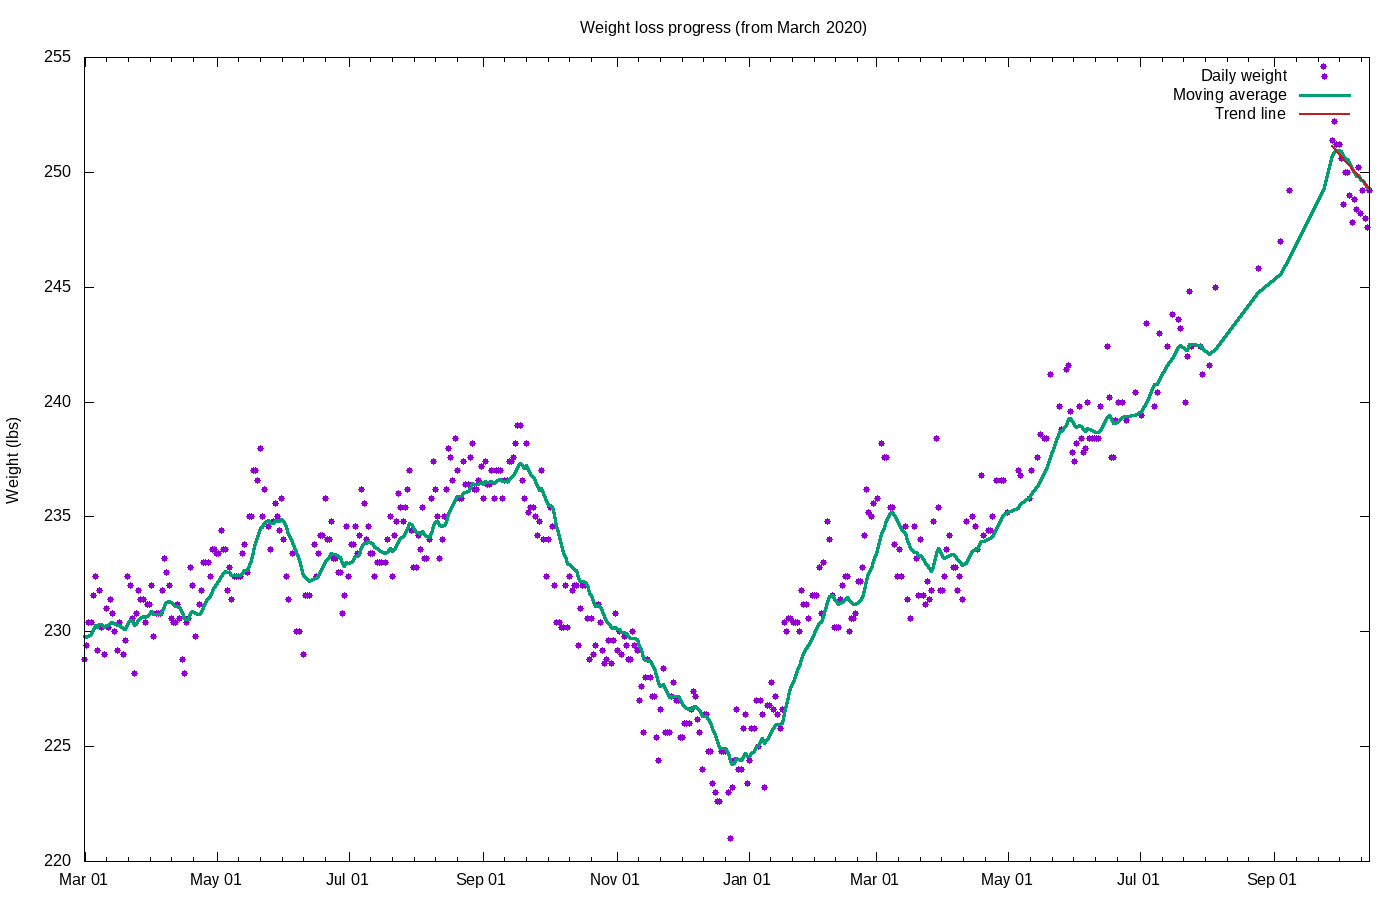 Weight loss progress (from March 2020)
255
Daily weight
Moving average
Trend line
250
245
240
Weight (lbs)
235
230
225
220
Mar 01 May 01 Jul 01 Sep 01 Nov 01 Jan 01 Mar 01 May 01 Jul 01 Sep 01